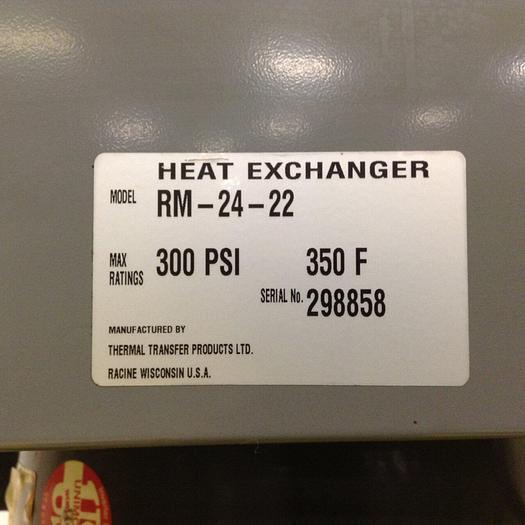 HEAT EXCHANGER
MODEL RM-24-22
MAX RATINGS 300 PSI 350 F
SERIAL No. 298858
MANUFACTURED BY
THERMAL TRANSFER PRODUCTS LTD.
RACINE WISCONSIN U.S.A.